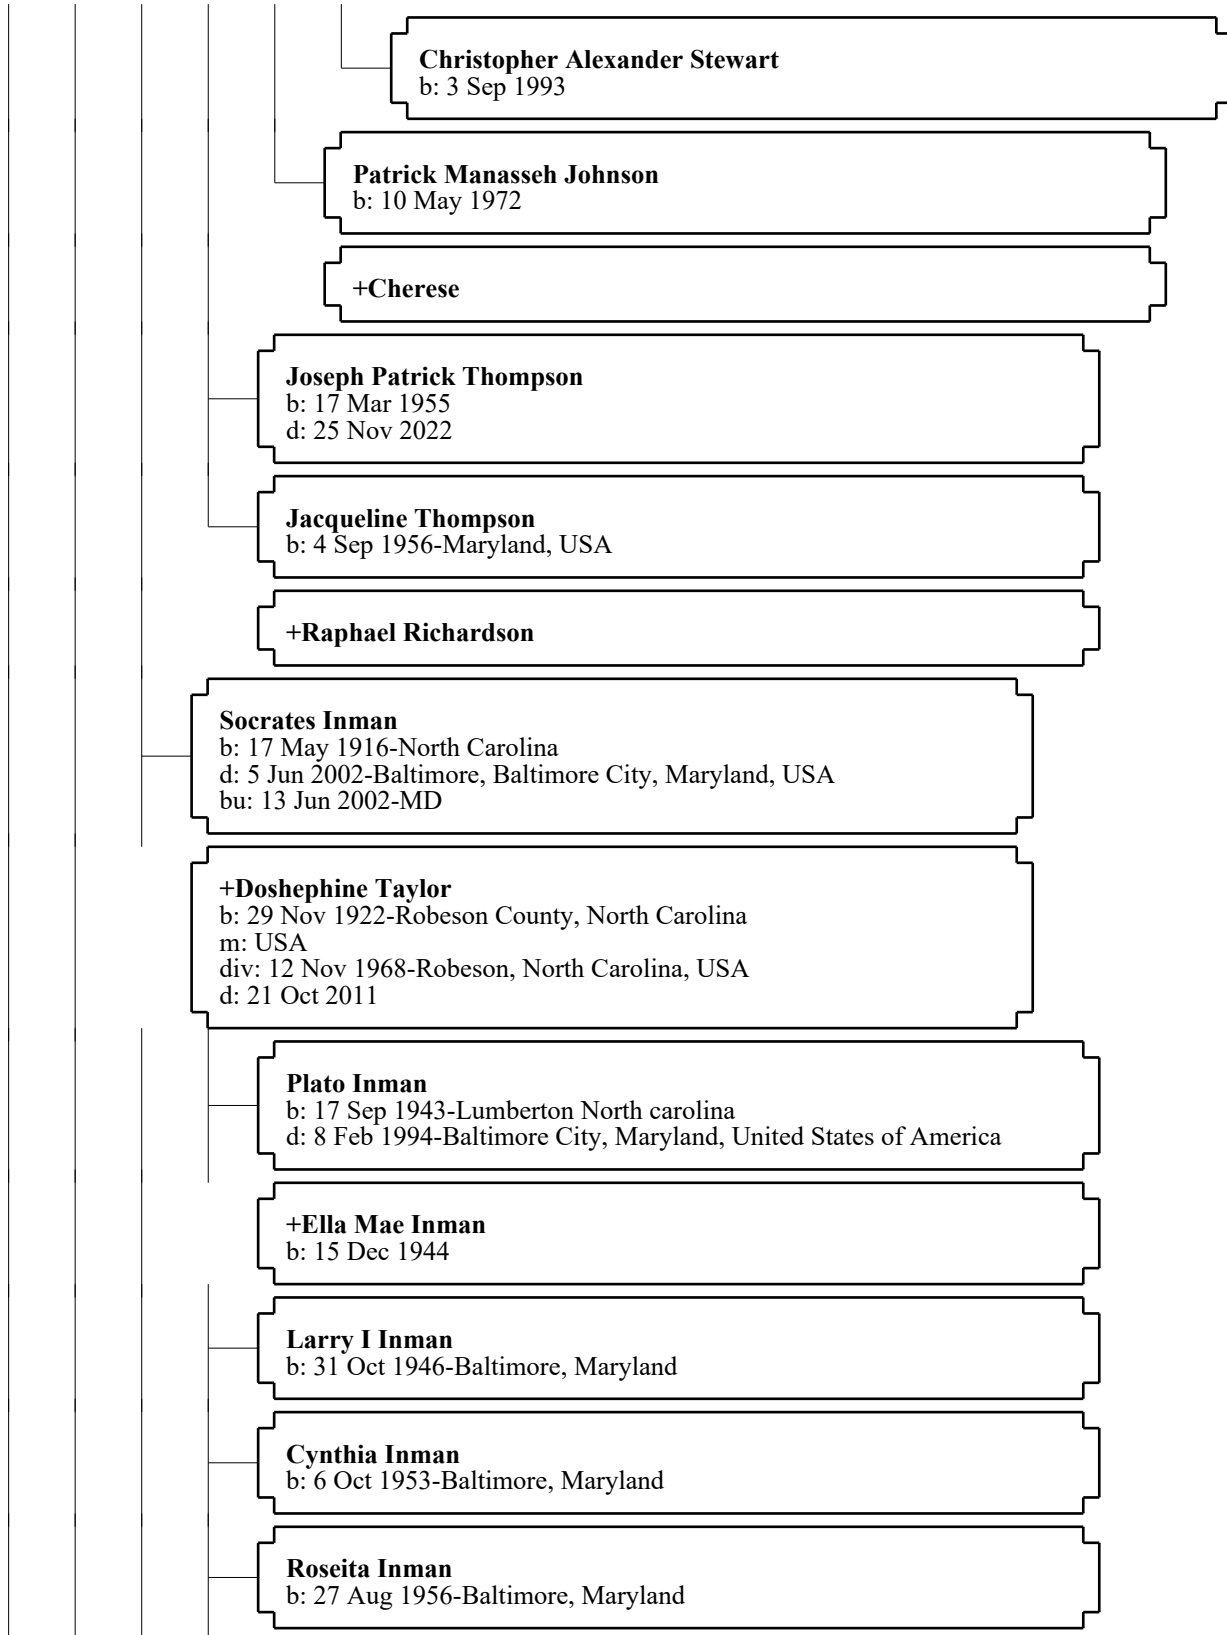 Christopher Alexander Stewart
b: 3 Sep 1993
Patrick Manasseh Johnson
b: 10 May 1972
+Cherese
Joseph Patrick Thompson
b: 17 Mar 1955
d: 25 Nov 2022
Jacqueline Thompson
b: 4 Sep 1956-Maryland, USA
+Raphael Richardson
Socrates Inman
b: 17 May 1916-North Carolina
d: 5 Jun 2002-Baltimore, Baltimore City, Maryland, USA
bu: 13 Jun 2002-MD
+Doshephine Taylor
b: 29 Nov 1922-Robeson County, North Carolina
m: USA
div: 12 Nov 1968-Robeson, North Carolina, USA
d: 21 Oct 2011
Plato Inman
b: 17 Sep 1943-Lumberton North carolina
d: 8 Feb 1994-Baltimore City, Maryland, United States of America
+Ella Mae Inman
b: 15 Dec 1944
Larry I Inman
b: 31 Oct 1946-Baltimore, Maryland
Cynthia Inman
b: 6 Oct 1953-Baltimore, Maryland
Roseita Inman
b: 27 Aug 1956-Baltimore, Maryland